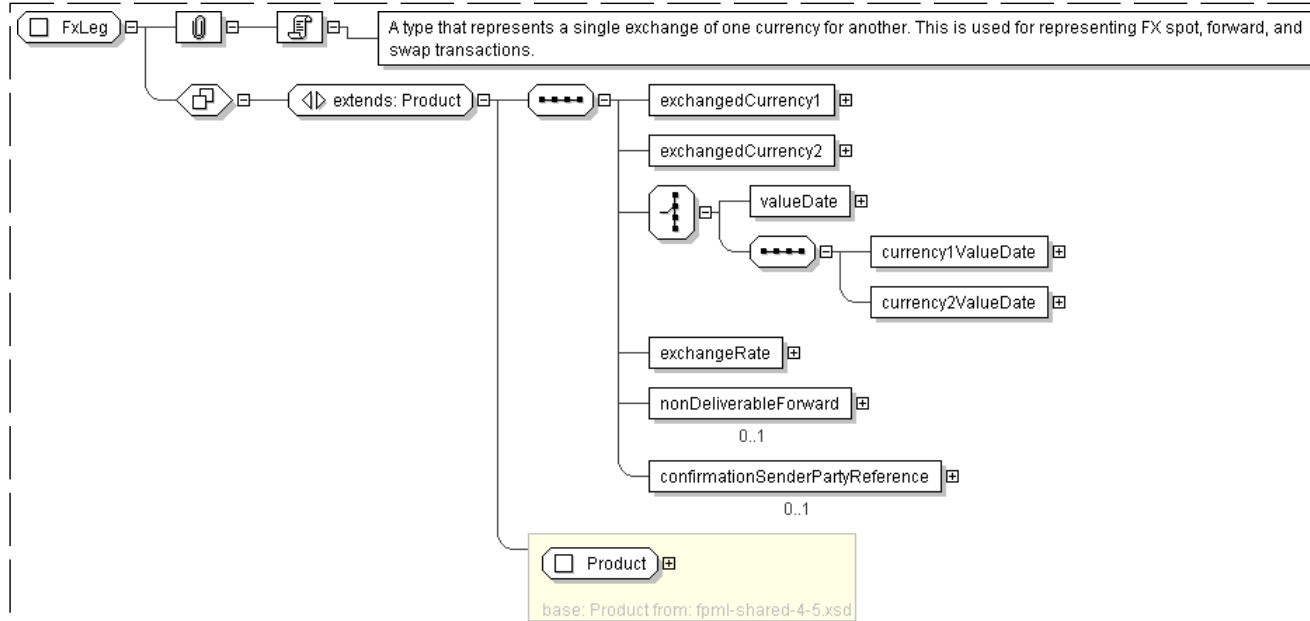 FxLeg
A type that represents a single exchange of one currency for another. This is used for representing FX spot, forward, and
swap transactions.
extends: Product
exchangedCurrency1
exchangedCurrency2
valueDate
currency1ValueDate
currency2ValueDate
exchangeRate
nonDeliverableForward
0..1
confirmationSenderPartyReference
0..1
Product
base: Product from: fpml-shared-4-5.xsd